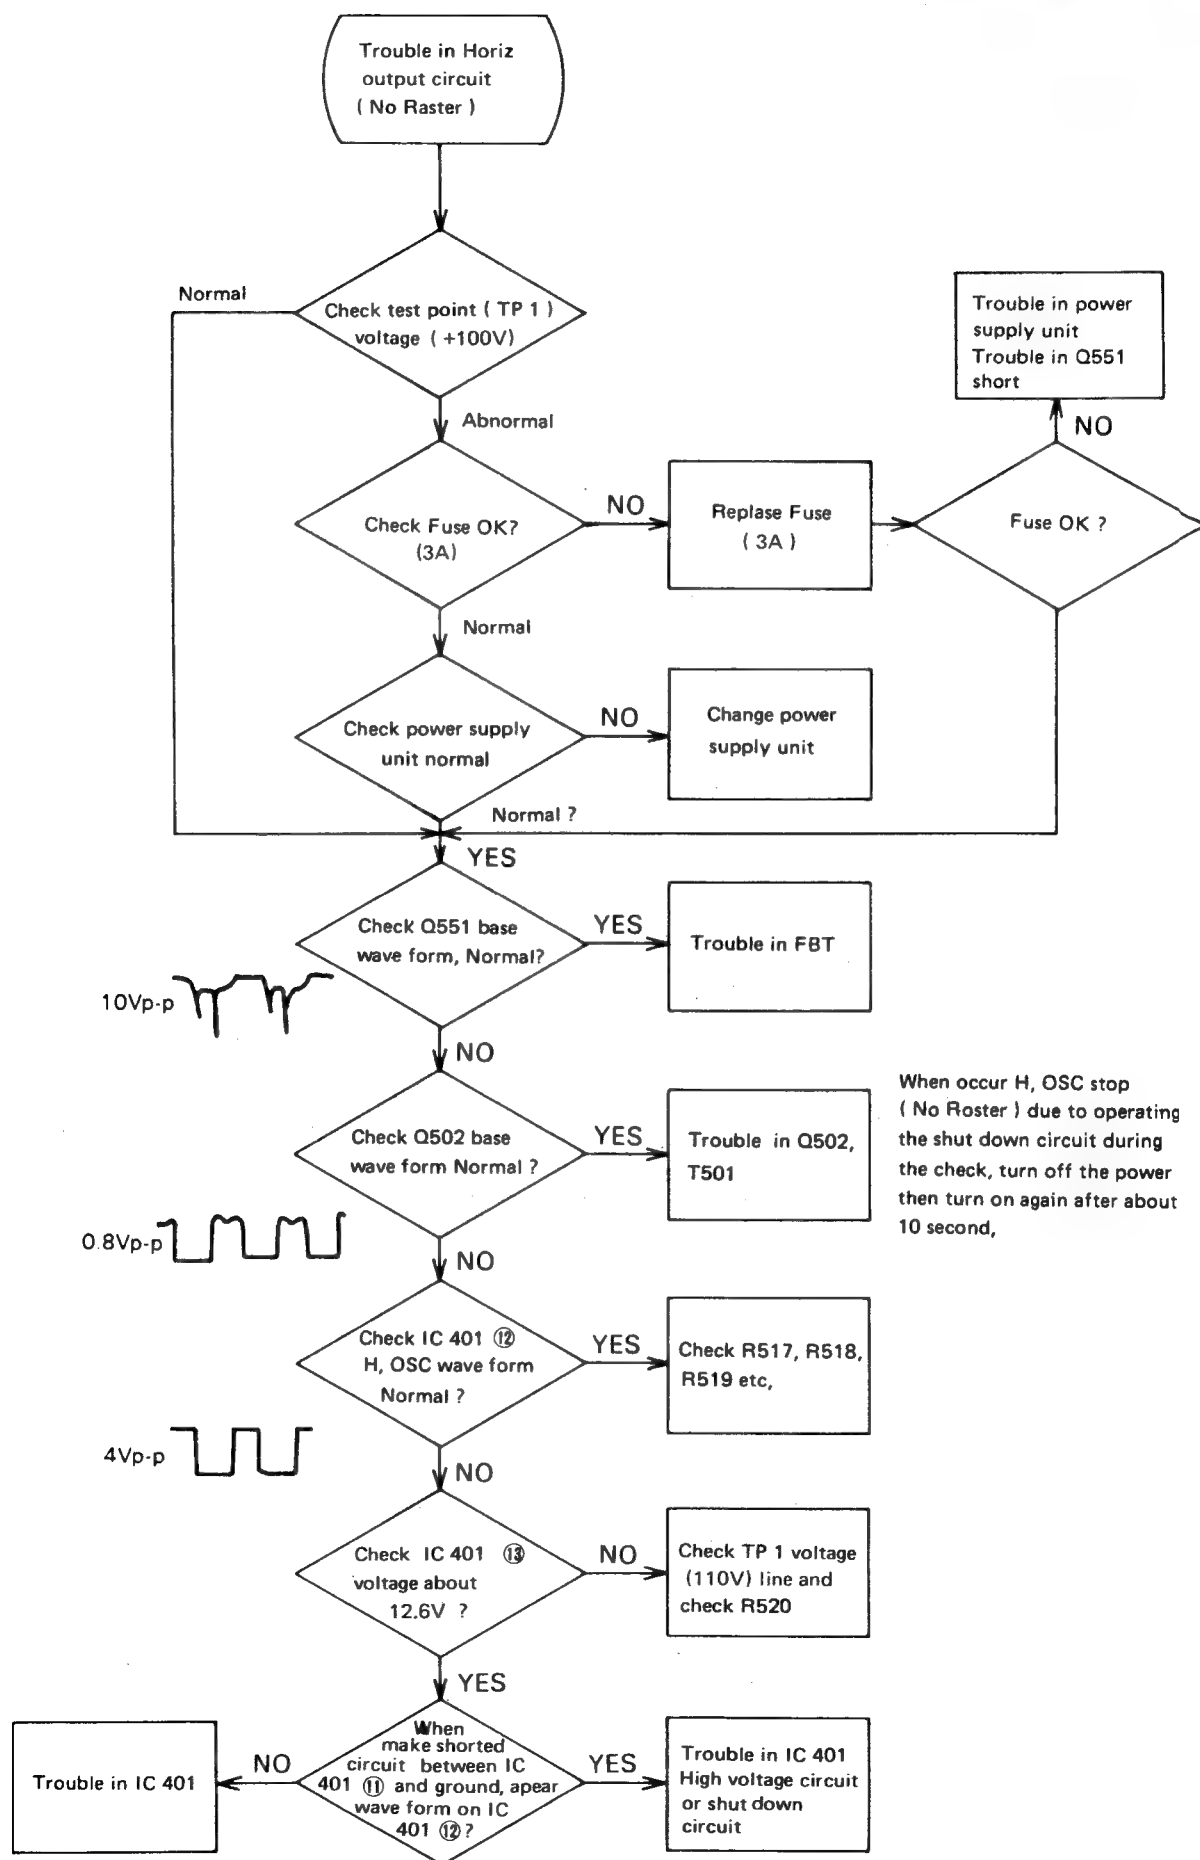 Trouble in Horiz
output circuit
( No Raster )
Normal
Check test point ( TP 1 )
voltage ( +100V)
Abnormal
Trouble in power
supply unit
Trouble in Q551
short
NO
Check Fuse OK?
(3A)
NO
Replase Fuse
( 3A )
Fuse OK ?
Normal
Check power supply
unit normal
NO
Change power
supply unit
Normal ?
YES
Check Q551 base
wave form, Normal?
YES
Trouble in FBT
10Vp-p
NO
Check Q502 base
wave form Normal ?
YES
Trouble in Q502,
T501
When occur H, OSC stop
( No Roster ) due to operating
the shut down circuit during
the check, turn off the power
then turn on again after about
10 second,
0.8Vp-p
NO
Check IC 401 ⑫
H, OSC wave form
Normal ?
YES
Check R517, R518,
R519 etc,
4Vp-p
NO
Check IC 401 ⑬
voltage about
12.6V ?
NO
Check TP 1 voltage
(110V) line and
check R520
YES
When
make shorted
circuit between IC
401 ⑪ and ground, apear
wave form on IC
401 ⑫ ?
NO
Trouble in IC 401
YES
Trouble in IC 401
High voltage circuit
or shut down
circuit